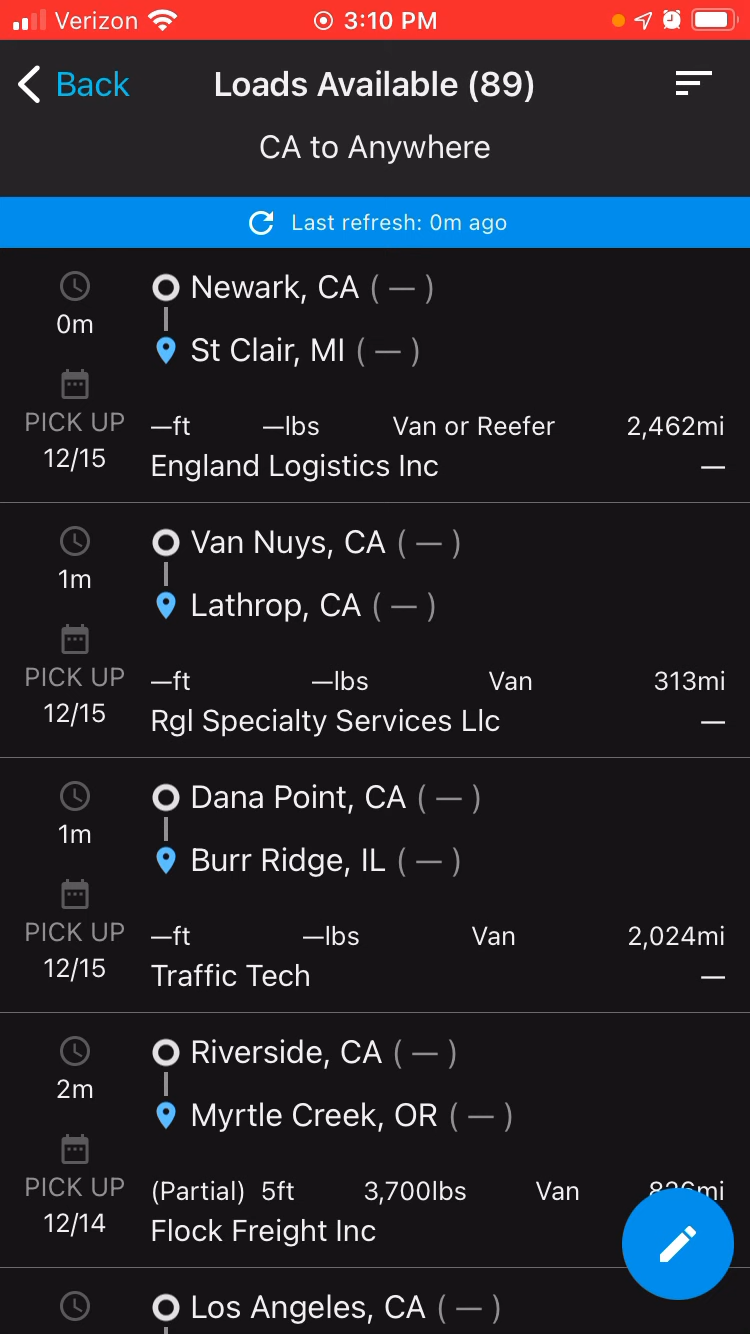 Verizon 3:10 PM
Back Loads Available (89)
CA to Anywhere
Last refresh: 0m ago
Newark, CA ( — )
0m
St Clair, MI ( — )
PICK UP
—ft —lbs Van or Reefer 2,462mi
12/15
England Logistics Inc —
Van Nuys, CA ( — )
1m
Lathrop, CA ( — )
PICK UP
—ft —lbs Van 313mi
12/15
Rgl Specialty Services Llc —
Dana Point, CA ( — )
1m
Burr Ridge, IL ( — )
PICK UP
—ft —lbs Van 2,024mi
12/15
Traffic Tech —
Riverside, CA ( — )
2m
Myrtle Creek, OR ( — )
PICK UP
(Partial) 5ft 3,700lbs Van
12/14
Flock Freight Inc
Los Angeles, CA ( — )